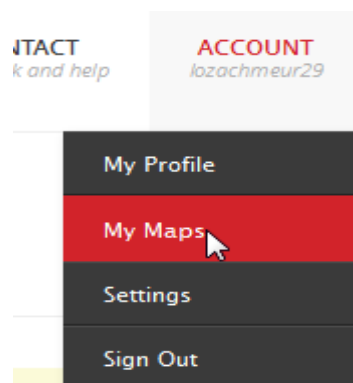 NTACT
k and help
ACCOUNT
lozachmeur29
My Profile
My Maps
Settings
Sign Out